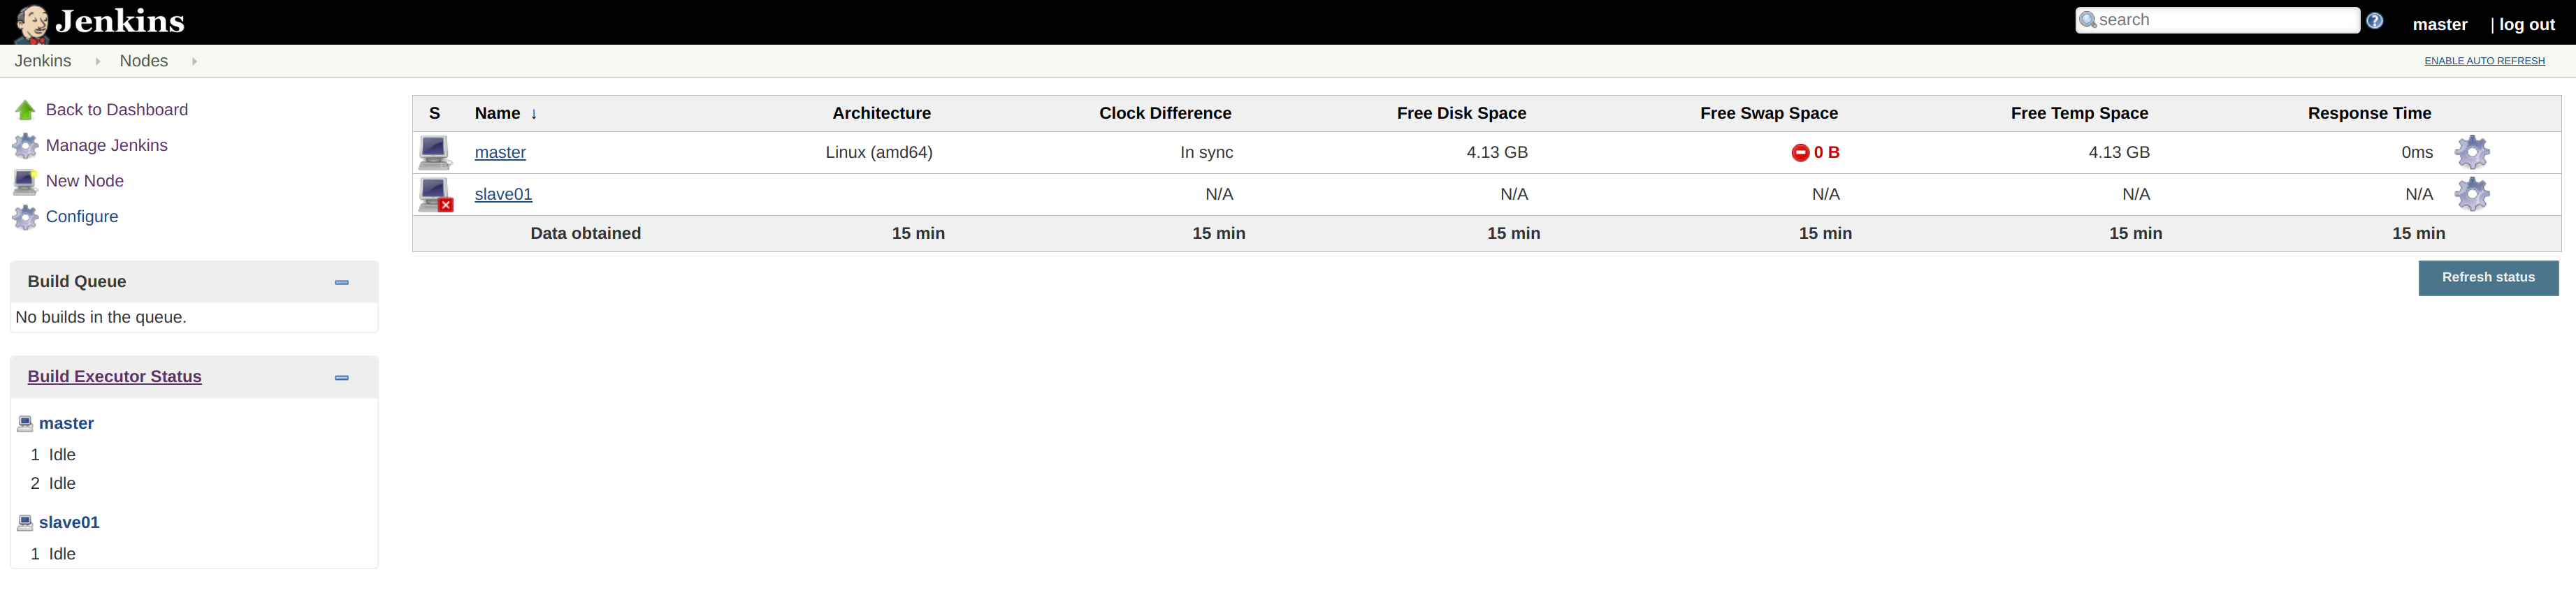 Jenkins
search
master | log out
Jenkins Nodes
ENABLE AUTO REFRESH
Back to Dashboard
Manage Jenkins
New Node
Configure
Build Queue
No builds in the queue.
Build Executor Status
master
1 Idle
2 Idle
slave01
1 Idle
S Name ↓ Architecture Clock Difference Free Disk Space Free Swap Space Free Temp Space Response Time
master Linux (amd64) In sync 4.13 GB 0 B 4.13 GB 0ms
slave01 N/A N/A N/A N/A N/A
Data obtained 15 min 15 min 15 min 15 min 15 min 15 min
Refresh status